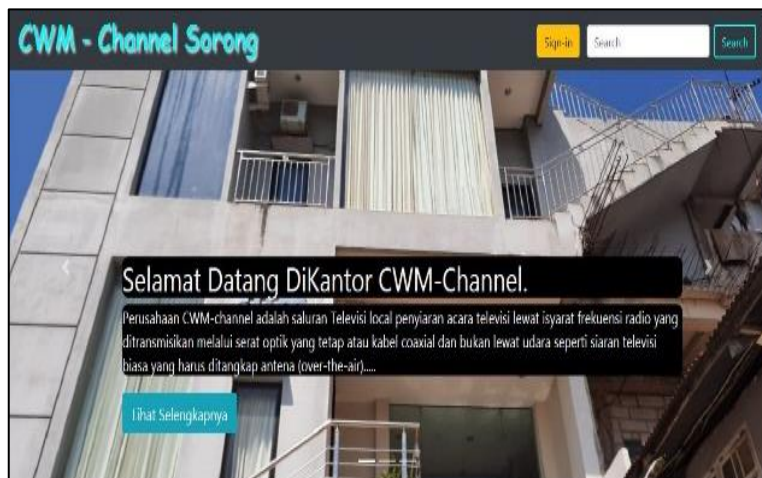 CWM - Channel Sorong
Sign-in
Search
Search
Selamat Datang DiKantor CWM-Channel.
Perusahaan CWM-channel adalah saluran Televisi local penyiaran acara televisi lewat isyarat frekuensi radio yang
ditransmisikan melalui serat optik yang tetap atau kabel coaxial dan bukan lewat udara seperti siaran televisi
biasa yang harus ditangkap antena (over-the-air).....
Lihat Selengkapnya